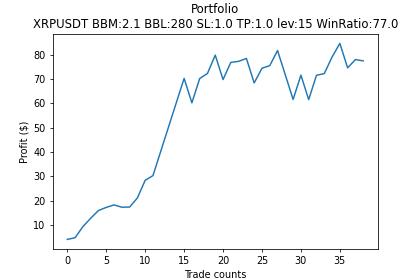 Portfolio
XRPUSDT BBM:2.1 BBL:280 SL:1.0 TP:1.0 lev:15 WinRatio:77.0
Profit ($)
80
70
60
50
40
30
20
10
0 5 10 15 20 25 30 35
Trade counts